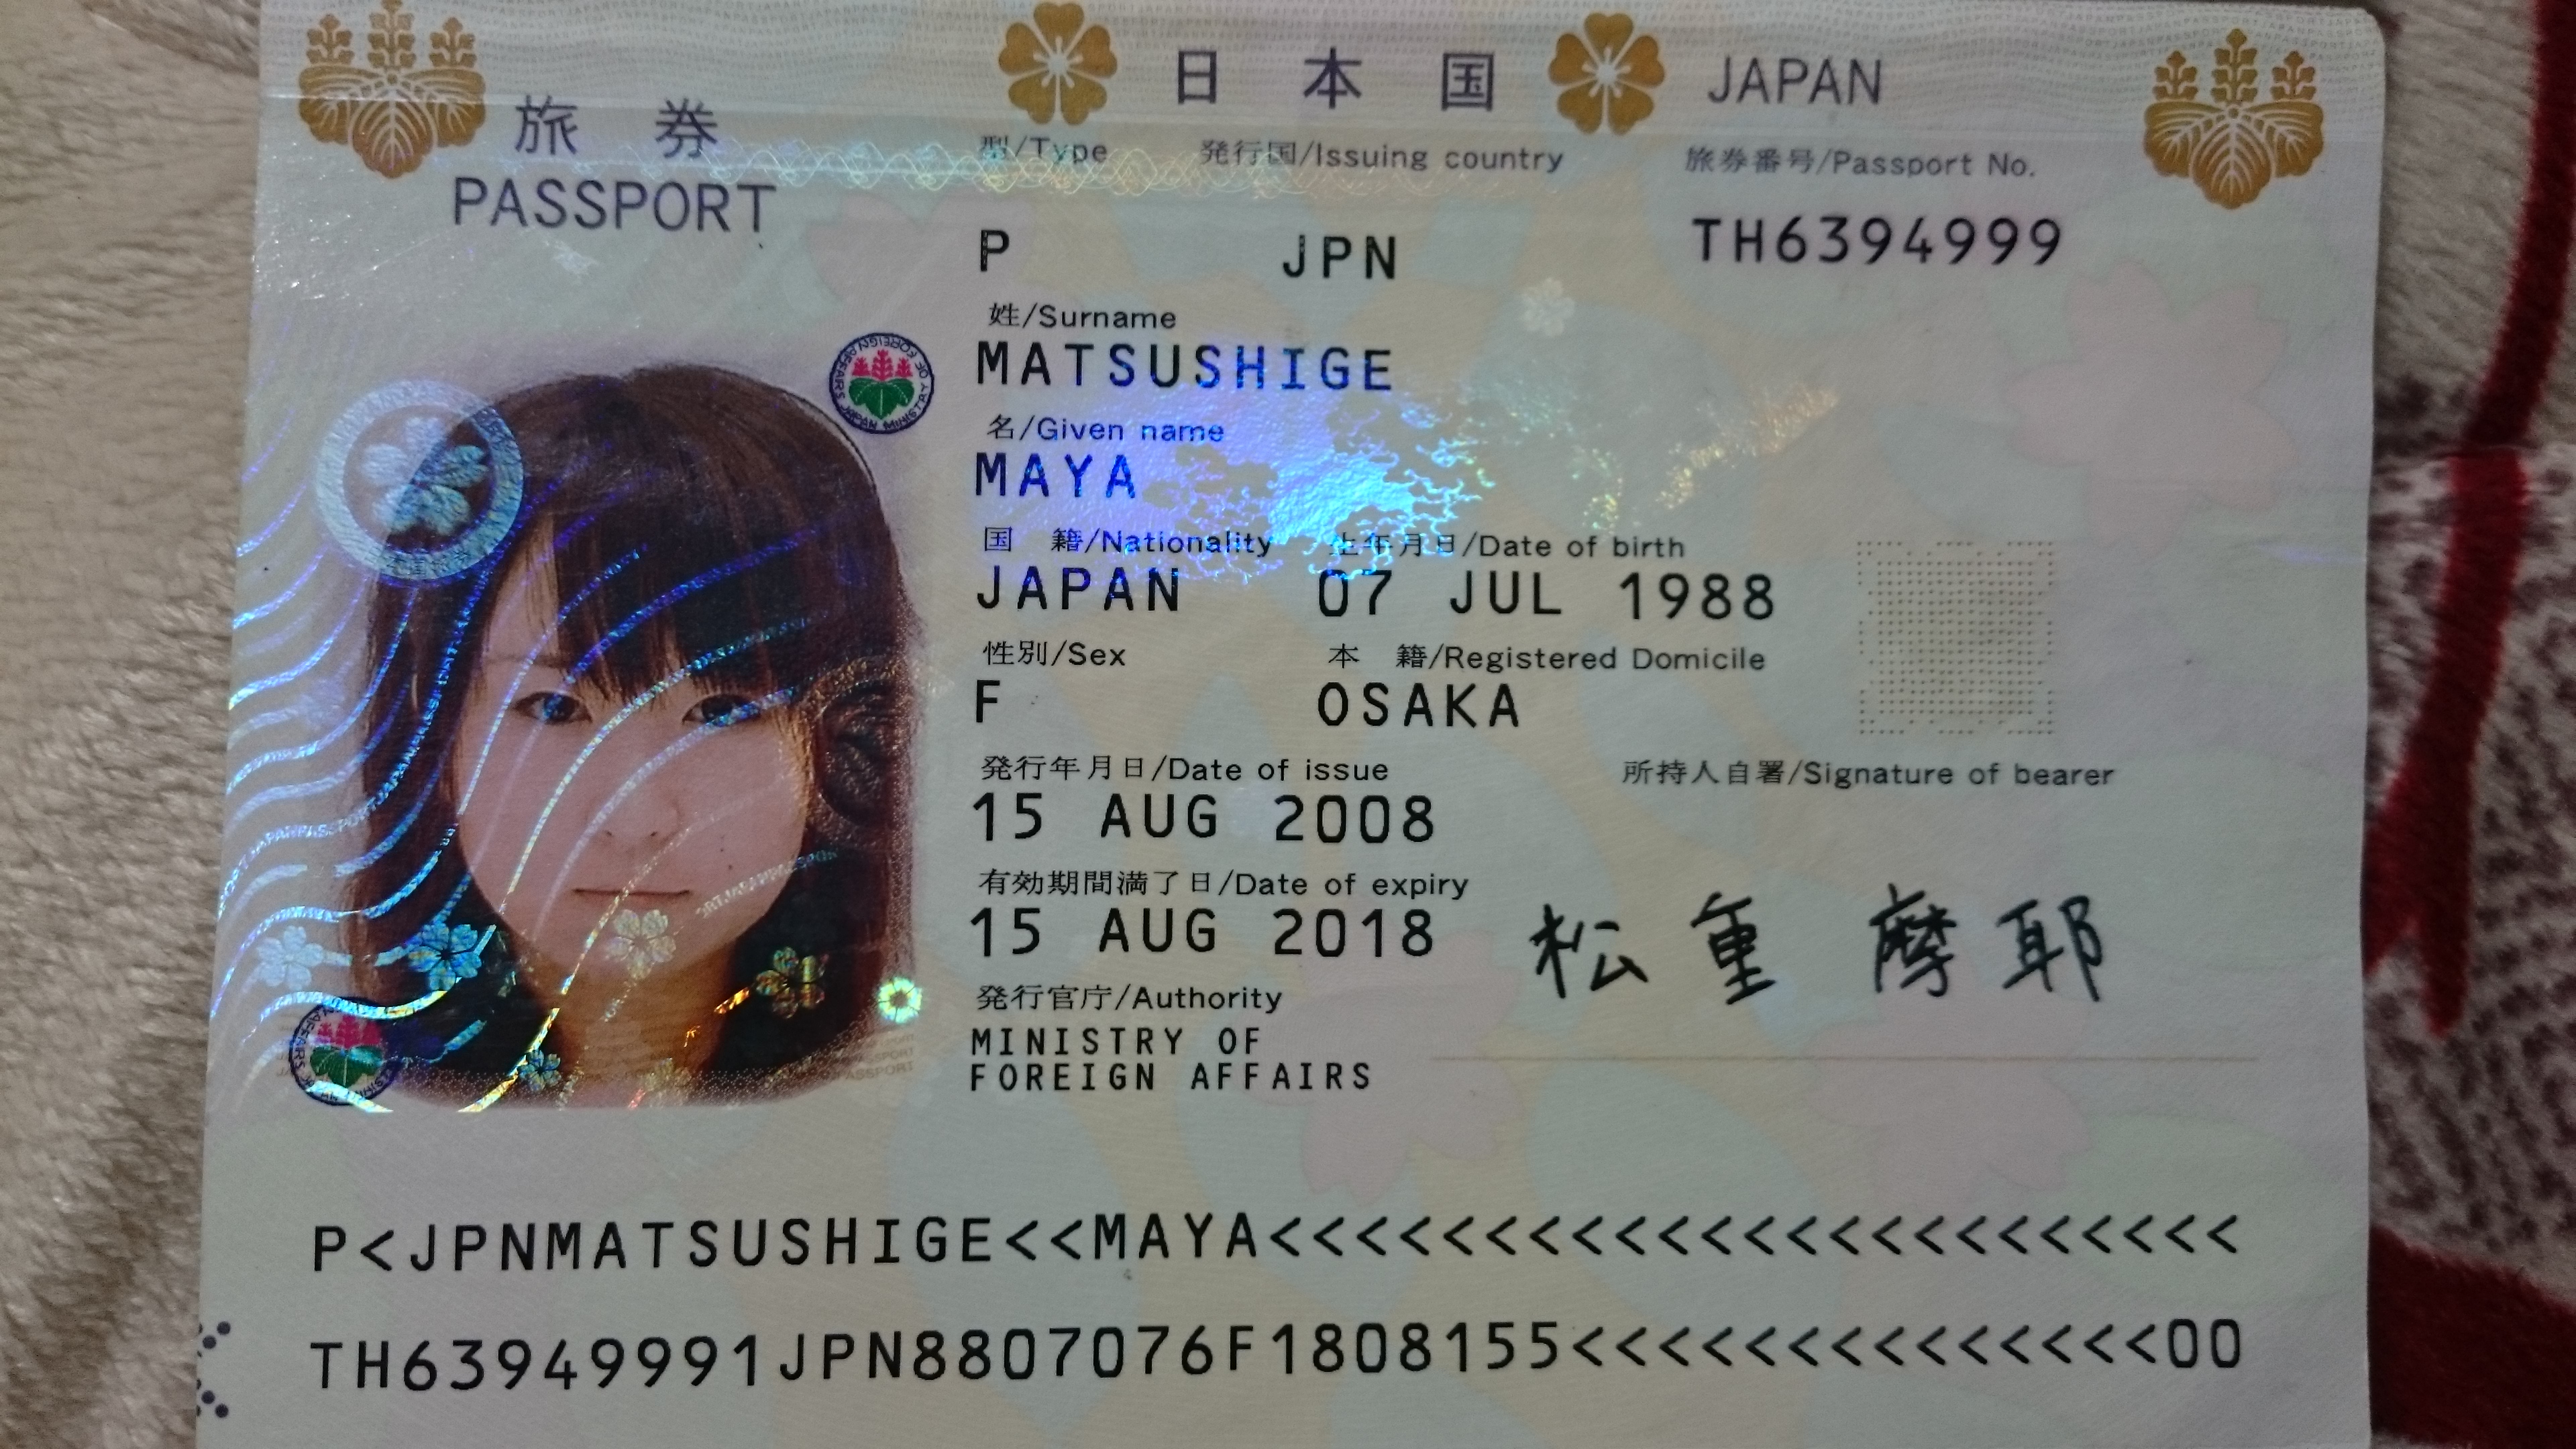 旅 券
PASSPORT
日 本 国 JAPAN
型/Type 発行国/Issuing country 旅券番号/Passport No.
P JPN TH6394999
姓/Surname
MATSUSHIGE
名/Given name
MAYA
国 籍/Nationality 生年月日/Date of birth
JAPAN 07 JUL 1988
性別/Sex 本 籍/Registered Domicile
F OSAKA
発行年月日/Date of issue 所持人自署/Signature of bearer
15 AUG 2008
有効期間満了日/Date of expiry
15 AUG 2018
松重 摩耶
発行官庁/Authority
MINISTRY OF
FOREIGN AFFAIRS
P<JPNMATSUSHIGE<<MAYA<<<<<<<<<<<<<<<<<<<<<<<
TH63949991JPN8807076F1808155<<<<<<<<<<<<<<00